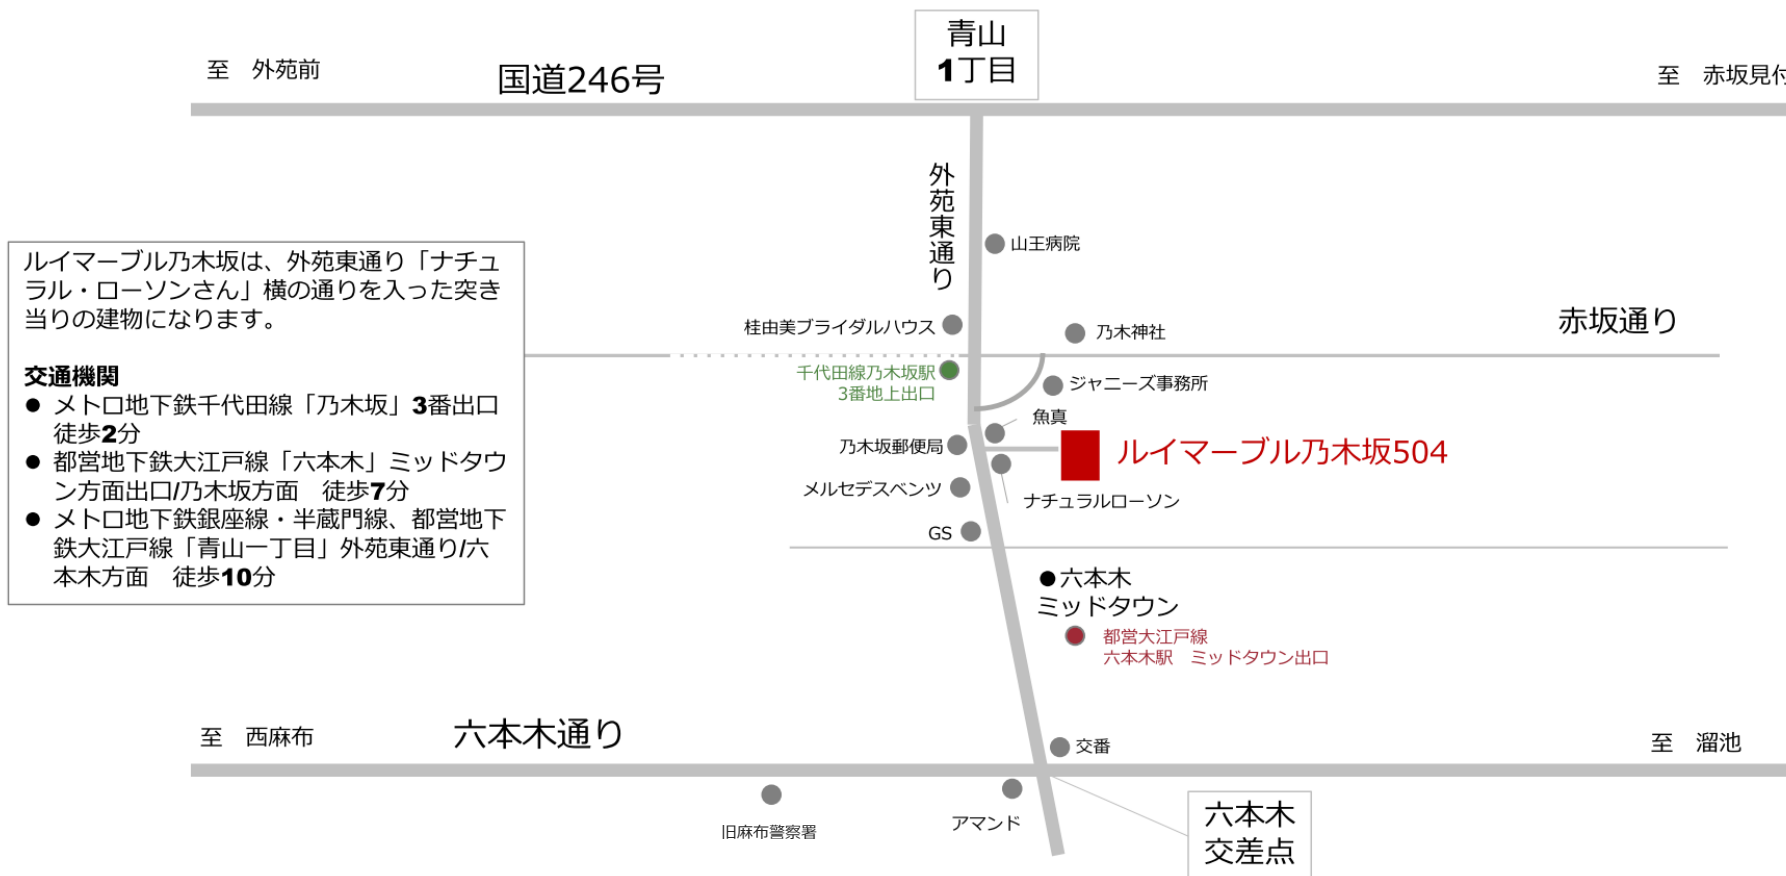 青山
1丁目
至　外苑前
国道246号
至　赤坂見付
外苑東通り
山王病院
ルイマーブル乃木坂は、外苑東通り「ナチュ
ラル・ローソンさん」横の通りを入った突き
当りの建物になります。
交通機関
● メトロ地下鉄千代田線「乃木坂」3番出口
徒歩2分
● 都営地下鉄大江戸線「六本木」ミッドタウ
ン方面出口/乃木坂方面　徒歩7分
● メトロ地下鉄銀座線・半蔵門線、都営地下
鉄大江戸線「青山一丁目」外苑東通り/六
本木方面　徒歩10分
桂由美ブライダルハウス
乃木神社
赤坂通り
千代田線乃木坂駅
3番地上出口
ジャニーズ事務所
魚真
乃木坂郵便局
ルイマーブル乃木坂504
メルセデスベンツ
ナチュラルローソン
GS
●六本木
ミッドタウン
都営大江戸線
六本木駅　ミッドタウン出口
至　西麻布
六本木通り
交番
至　溜池
旧麻布警察署
アマンド
六本木
交差点